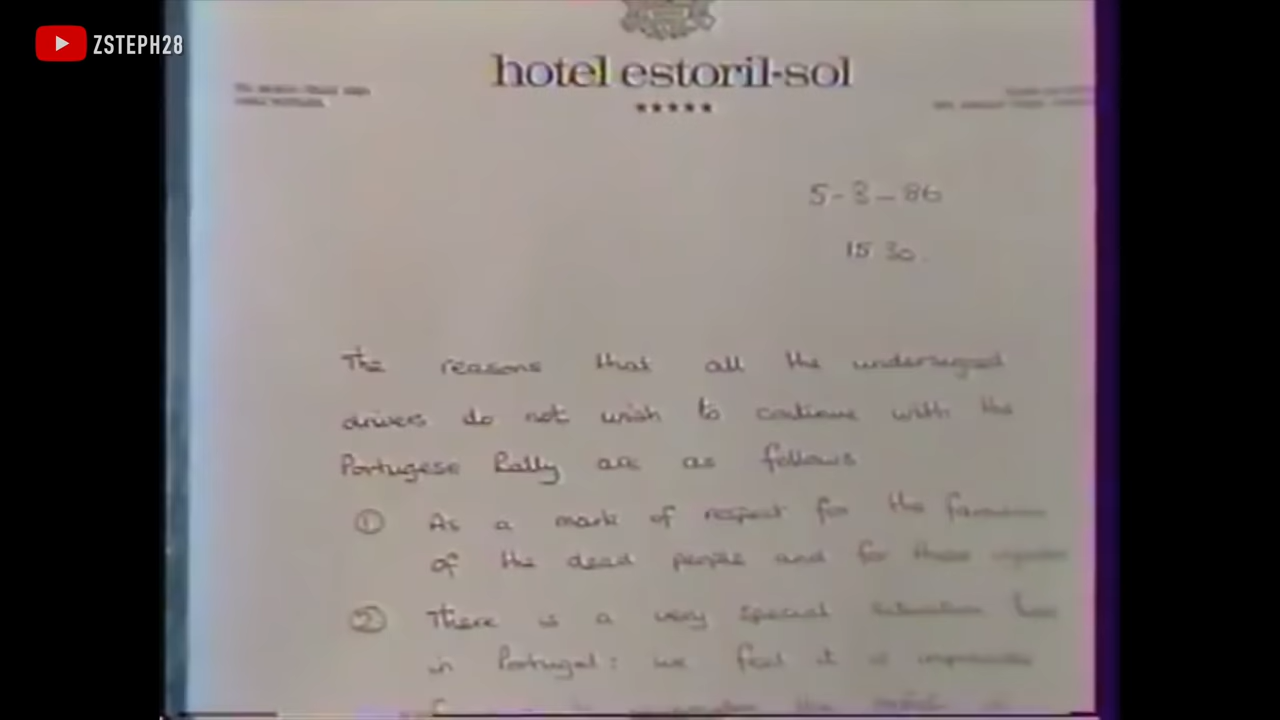 ZSTEPH28
hotel estoril-sol
★★★★★
5-3-86
15 30.
The reasons that all the undersigned
drivers do not wish to continue with the
Portugese Rally are as follows
① As a mark of respect for the
of the dead people and for those
② There is a very special situation here
in Portugal: we feel it is impossible